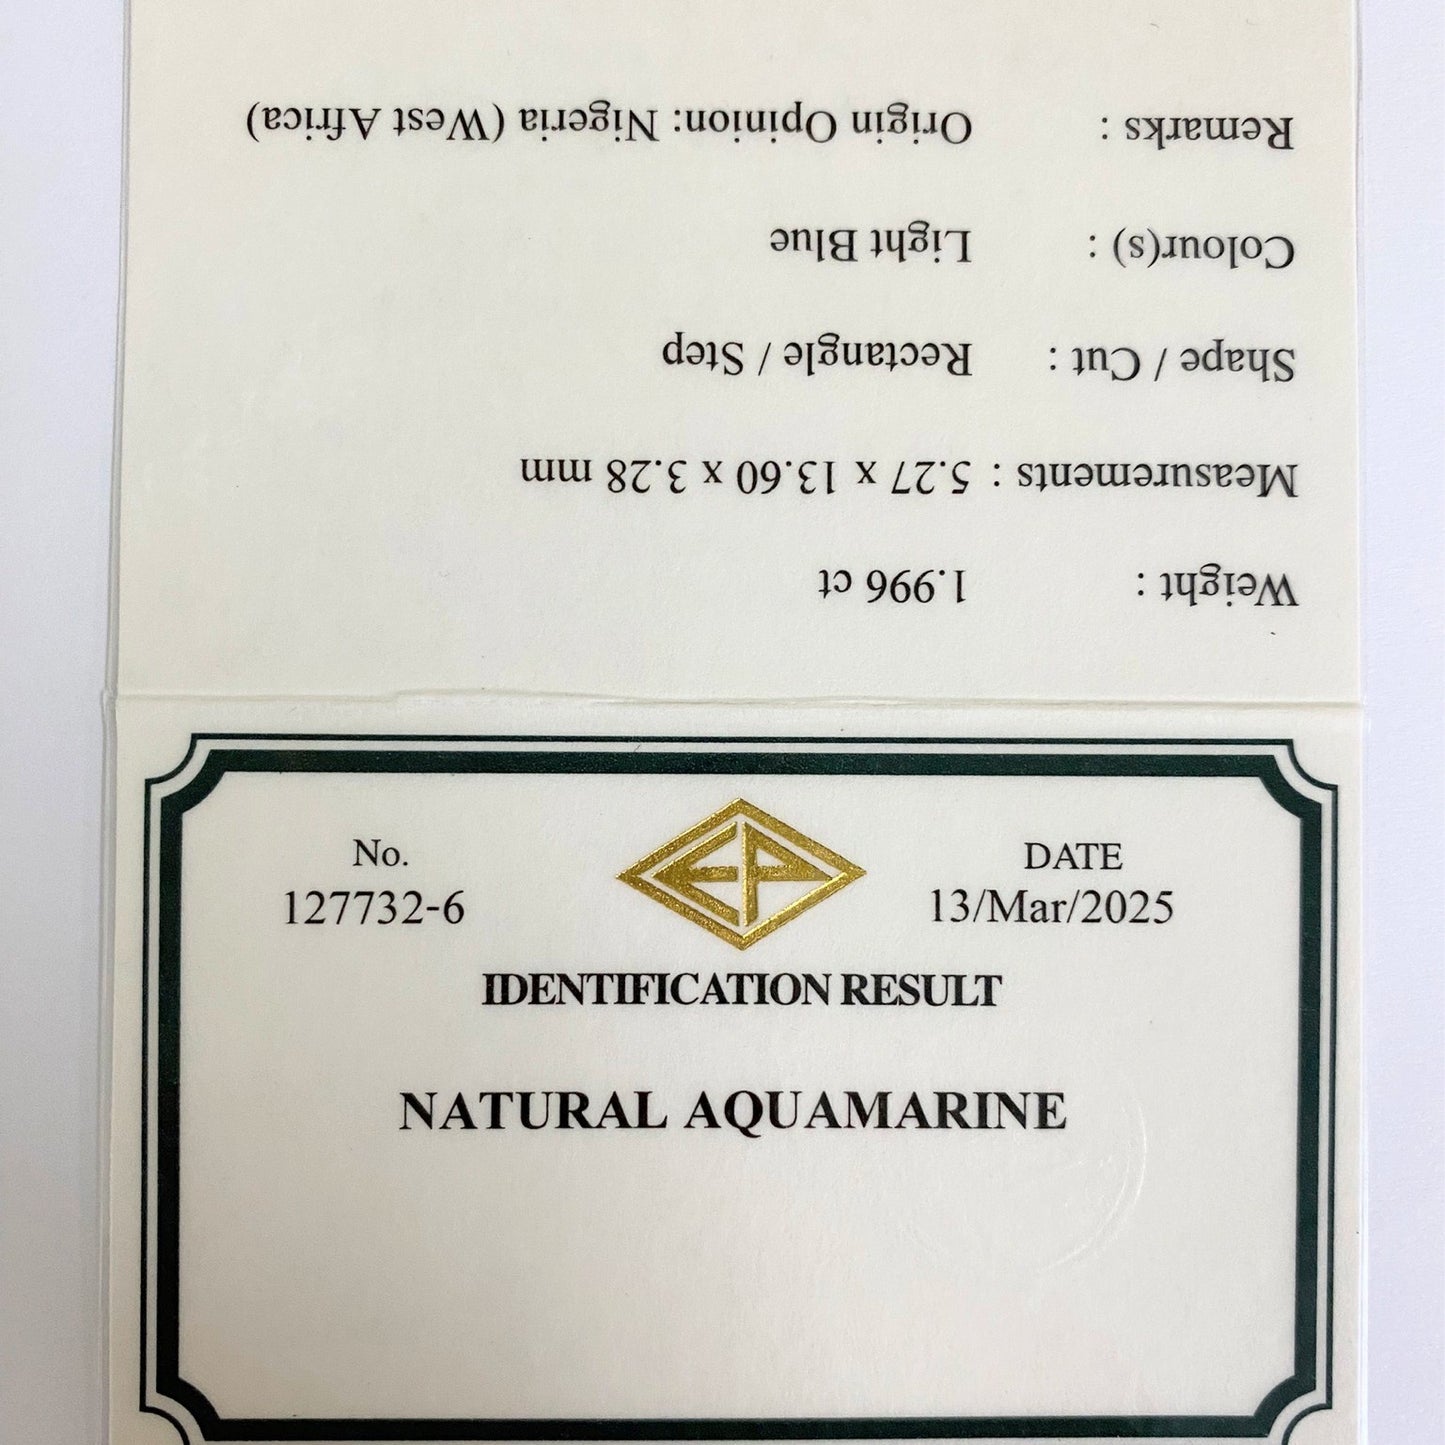 Weight : 1.996 ct
Measurements : 5.27 x 13.60 x 3.28 mm
Shape / Cut : Rectangle / Step
Colour(s) : Light Blue
Remarks : Origin Opinion: Nigeria (West Africa)
EP
No. DATE
127732-6 13/Mar/2025
IDENTIFICATION RESULT
NATURAL AQUAMARINE